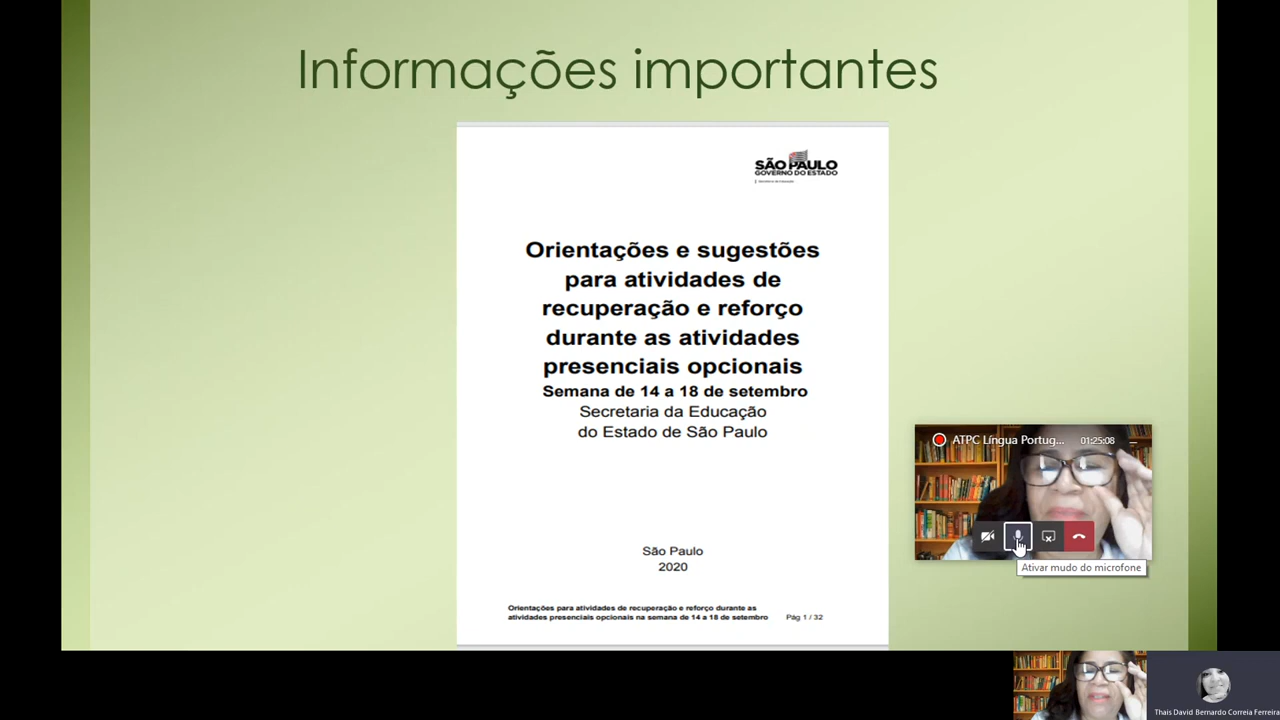 Informações importantes
SÃO PAULO
GOVERNO DO ESTADO
Orientações e sugestões
para atividades de
recuperação e reforço
durante as atividades
presenciais opcionais
Semana de 14 a 18 de setembro
Secretaria da Educação
do Estado de São Paulo
São Paulo
2020
Orientações para atividades de recuperação e reforço durante as
atividades presenciais opcionais na semana de 14 a 18 de setembro Pág 1 / 32
ATPC Língua Portug... 01:25:08
Ativar mudo do microfone
Thais David Bernardo Correia Ferreira